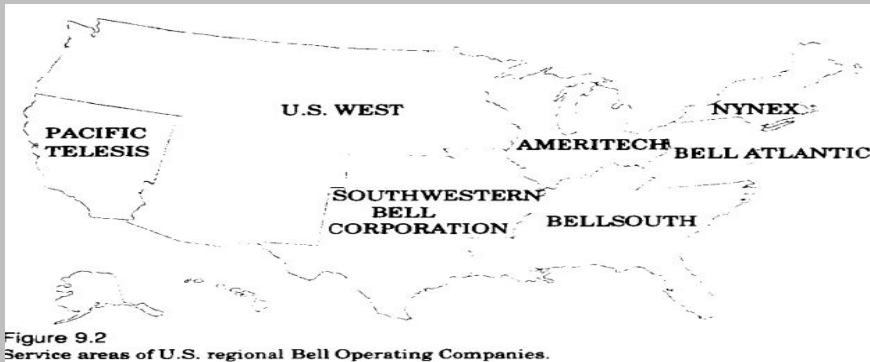 U.S. WEST
NYNEX
PACIFIC
TELESIS
AMERITECH
BELL ATLANTIC
SOUTHWESTERN
BELL
CORPORATION
BELLSOUTH
Figure 9.2
Service areas of U.S. regional Bell Operating Companies.